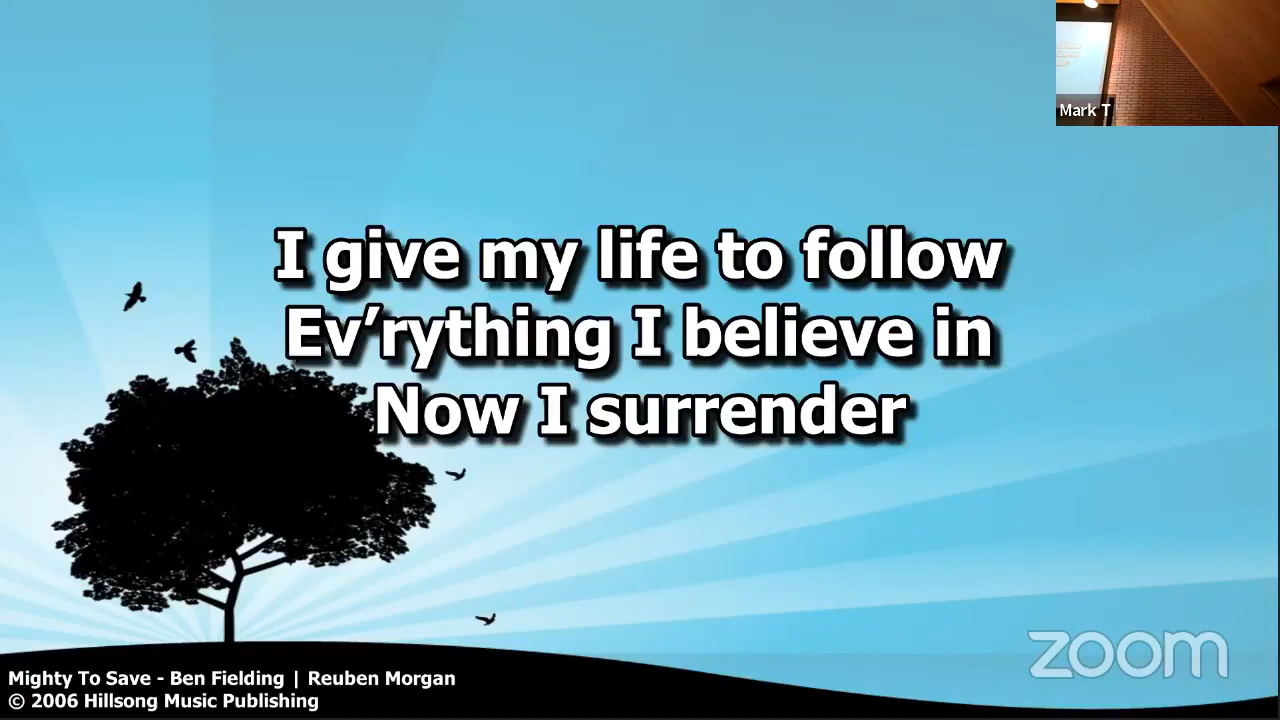 I give my life to follow
Ev’rything I believe in
Now I surrender
Mark T
Mighty To Save - Ben Fielding | Reuben Morgan
© 2006 Hillsong Music Publishing
zoom